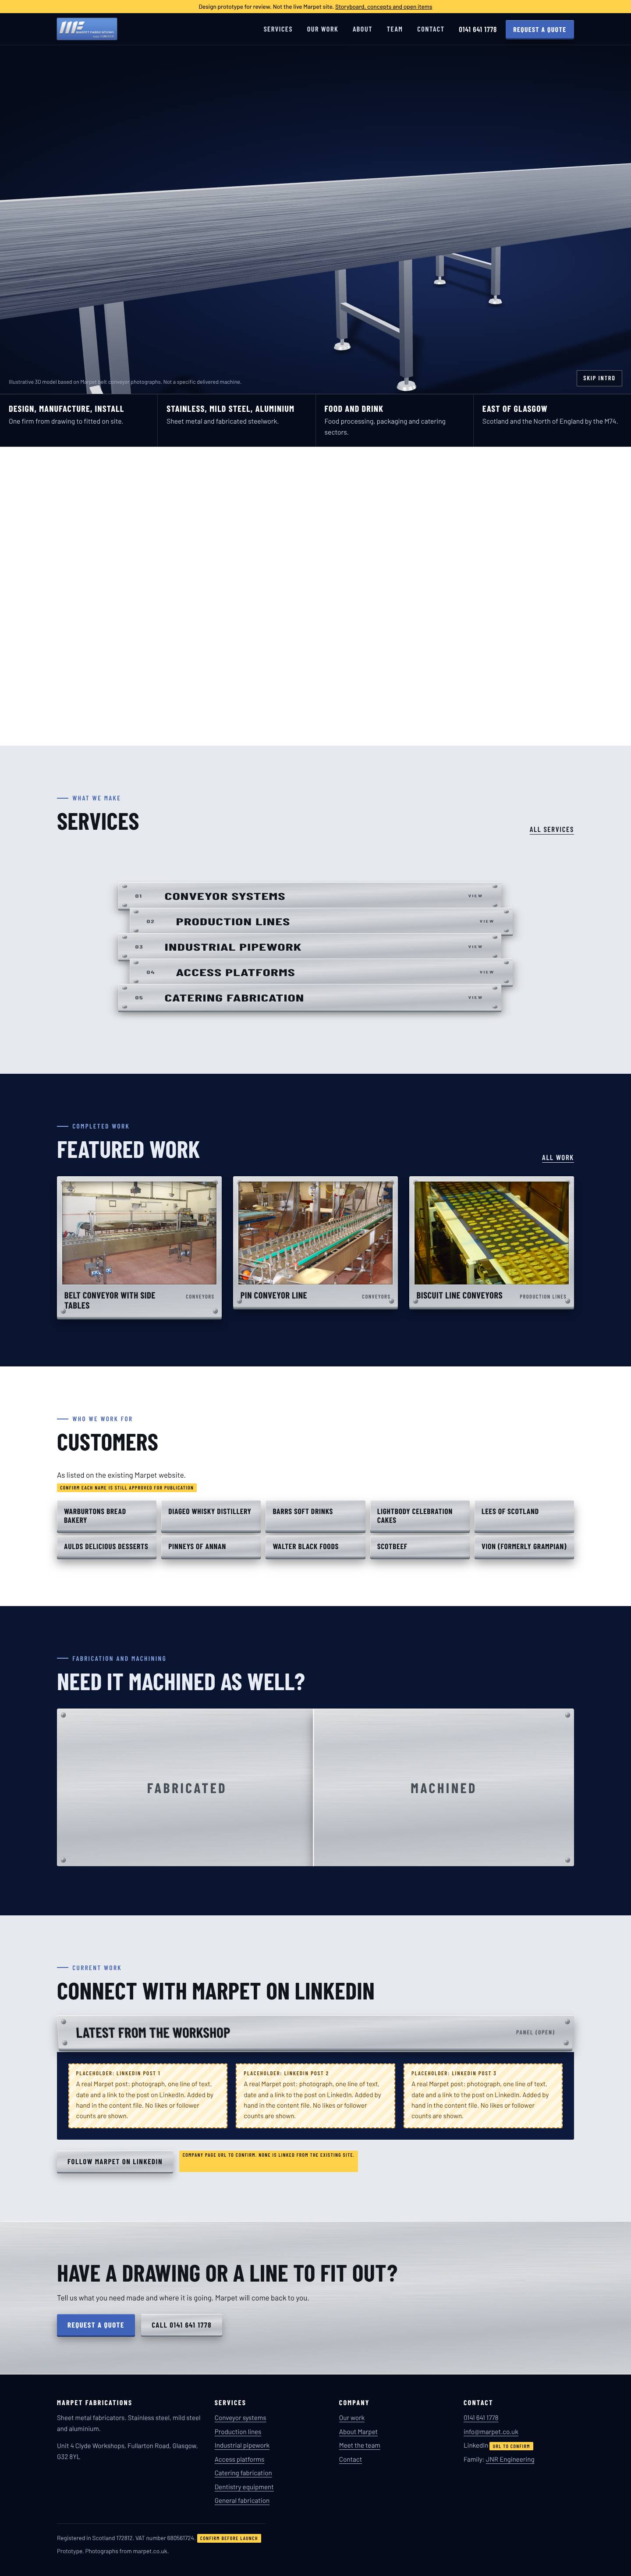 Design prototype for review. Not the live Marpet site. Storyboard, concepts and open items
SERVICES OUR WORK ABOUT TEAM CONTACT 0141 641 1778 REQUEST A QUOTE
Illustrative 3D model based on Marpet belt conveyor photographs. Not a specific delivered machine.
SKIP INTRO
DESIGN, MANUFACTURE, INSTALL
One firm from drawing to fitted on site.
STAINLESS, MILD STEEL, ALUMINIUM
Sheet metal and fabricated steelwork.
FOOD AND DRINK
Food processing, packaging and catering
sectors.
EAST OF GLASGOW
Scotland and the North of England by the M74.
WHAT WE MAKE
SERVICES
ALL SERVICES
01 CONVEYOR SYSTEMS VIEW
02 PRODUCTION LINES VIEW
03 INDUSTRIAL PIPEWORK VIEW
04 ACCESS PLATFORMS VIEW
05 CATERING FABRICATION VIEW
COMPLETED WORK
FEATURED WORK
ALL WORK
BELT CONVEYOR WITH SIDE
TABLES
CONVEYORS
PIN CONVEYOR LINE
CONVEYORS
BISCUIT LINE CONVEYORS
PRODUCTION LINES
WHO WE WORK FOR
CUSTOMERS
As listed on the existing Marpet website.
CONFIRM EACH NAME IS STILL APPROVED FOR PUBLICATION
WARBURTONS BREAD
BAKERY
DIAGEO WHISKY DISTILLERY
BARRS SOFT DRINKS
LIGHTBODY CELEBRATION
CAKES
LEES OF SCOTLAND
AULDS DELICIOUS DESSERTS
PINNEYS OF ANNAN
WALTER BLACK FOODS
SCOTBEEF
VION (FORMERLY GRAMPIAN)
FABRICATION AND MACHINING
NEED IT MACHINED AS WELL?
FABRICATED
MACHINED
CURRENT WORK
CONNECT WITH MARPET ON LINKEDIN
LATEST FROM THE WORKSHOP
PANEL (OPEN)
PLACEHOLDER: LINKEDIN POST 1
A real Marpet post: photograph, one line of text,
date and a link to the post on LinkedIn. Added by
hand in the content file. No likes or follower
counts are shown.
PLACEHOLDER: LINKEDIN POST 2
A real Marpet post: photograph, one line of text,
date and a link to the post on LinkedIn. Added by
hand in the content file. No likes or follower
counts are shown.
PLACEHOLDER: LINKEDIN POST 3
A real Marpet post: photograph, one line of text,
date and a link to the post on LinkedIn. Added by
hand in the content file. No likes or follower
counts are shown.
FOLLOW MARPET ON LINKEDIN
COMPANY PAGE URL TO CONFIRM. NONE IS LINKED FROM THE EXISTING SITE.
HAVE A DRAWING OR A LINE TO FIT OUT?
Tell us what you need made and where it is going. Marpet will come back to you.
REQUEST A QUOTE
CALL 0141 641 1778
MARPET FABRICATIONS
Sheet metal fabricators. Stainless steel, mild steel
and aluminium.
Unit 4 Clyde Workshops, Fullarton Road, Glasgow,
G32 8YL
SERVICES
Conveyor systems
Production lines
Industrial pipework
Access platforms
Catering fabrication
Dentistry equipment
General fabrication
COMPANY
Our work
About Marpet
Meet the team
Contact
CONTACT
0141 641 1778
info@marpet.co.uk
LinkedIn URL TO CONFIRM
Family: JNR Engineering
Registered in Scotland 172812. VAT number 680561724. CONFIRM BEFORE LAUNCH
Prototype. Photographs from marpet.co.uk.